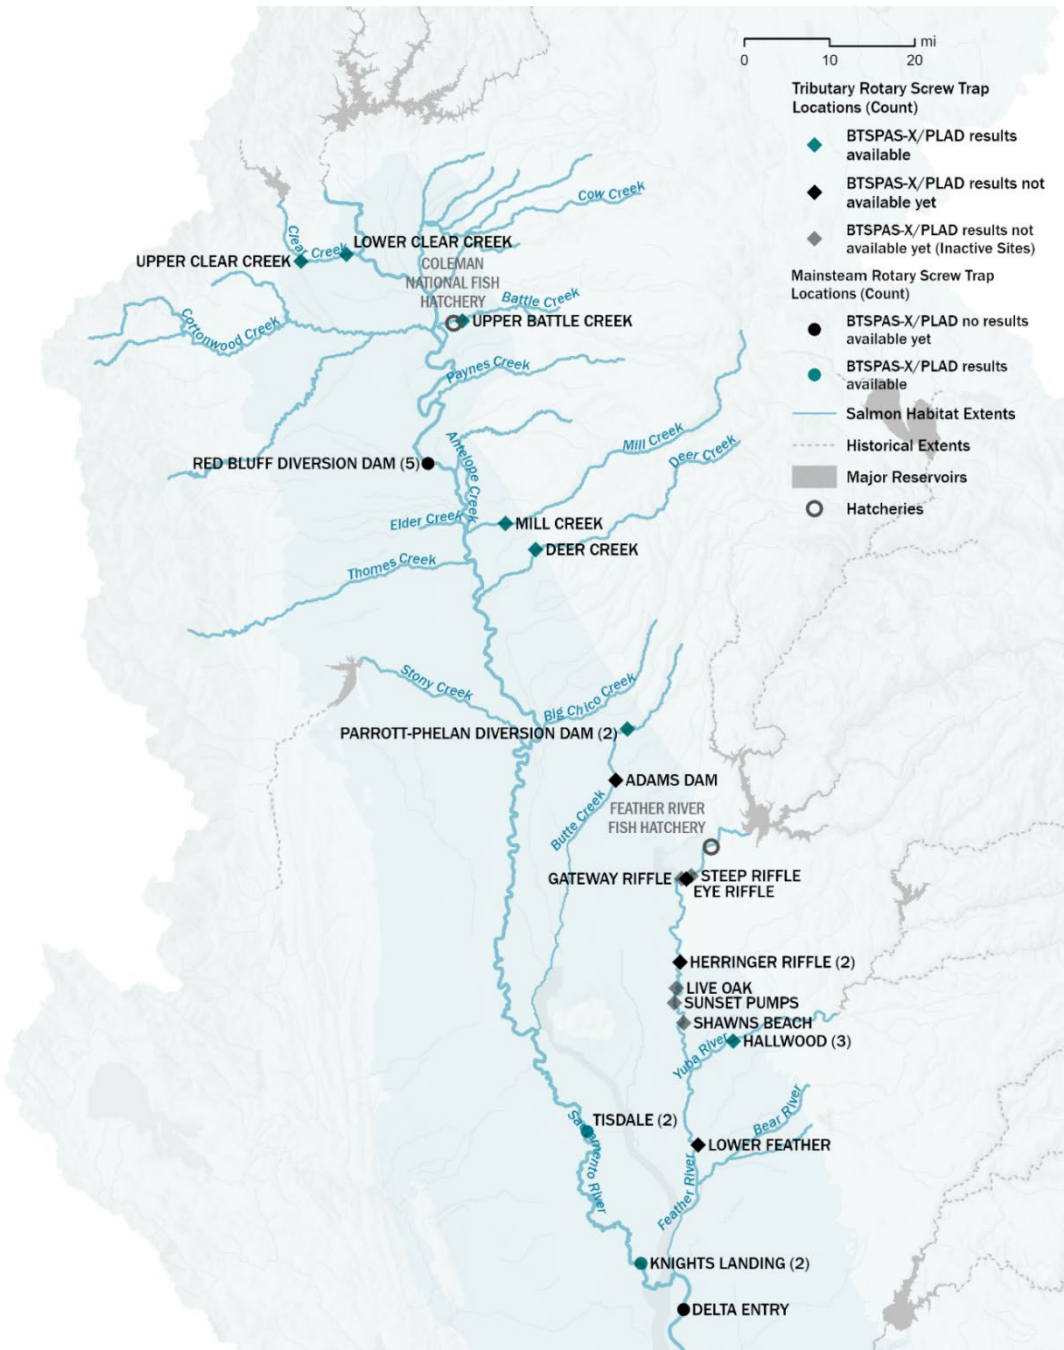 mi
0 10 20
Tributary Rotary Screw Trap
Locations (Count)
BTSPAS-X/PLAD results
available
BTSPAS-X/PLAD results not
available yet
BTSPAS-X/PLAD results not
available yet (Inactive Sites)
Mainsteam Rotary Screw Trap
Locations (Count)
BTSPAS-X/PLAD no results
available yet
BTSPAS-X/PLAD results
available
Salmon Habitat Extents
Historical Extents
Major Reservoirs
Hatcheries
Cow Creek
Clear Creek
LOWER CLEAR CREEK
UPPER CLEAR CREEK
COLEMAN
NATIONAL FISH
HATCHERY
Battle Creek
UPPER BATTLE CREEK
Cottonwood Creek
Paynes Creek
Antelope Creek
Mill Creek
Deer Creek
RED BLUFF DIVERSION DAM (5)
Elder Creek
MILL CREEK
DEER CREEK
Thomes Creek
Stony Creek
Big Chico Creek
PARROTT-PHELAN DIVERSION DAM (2)
ADAMS DAM
Butte Creek
FEATHER RIVER
FISH HATCHERY
GATEWAY RIFFLE
STEEP RIFFLE
EYE RIFFLE
HERRINGER RIFFLE (2)
LIVE OAK
SUNSET PUMPS
SHAWNS BEACH
HALLWOOD (3)
Yuba River
TISDALE (2)
Sacramento River
Bear River
LOWER FEATHER
Feather River
KNIGHTS LANDING (2)
DELTA ENTRY